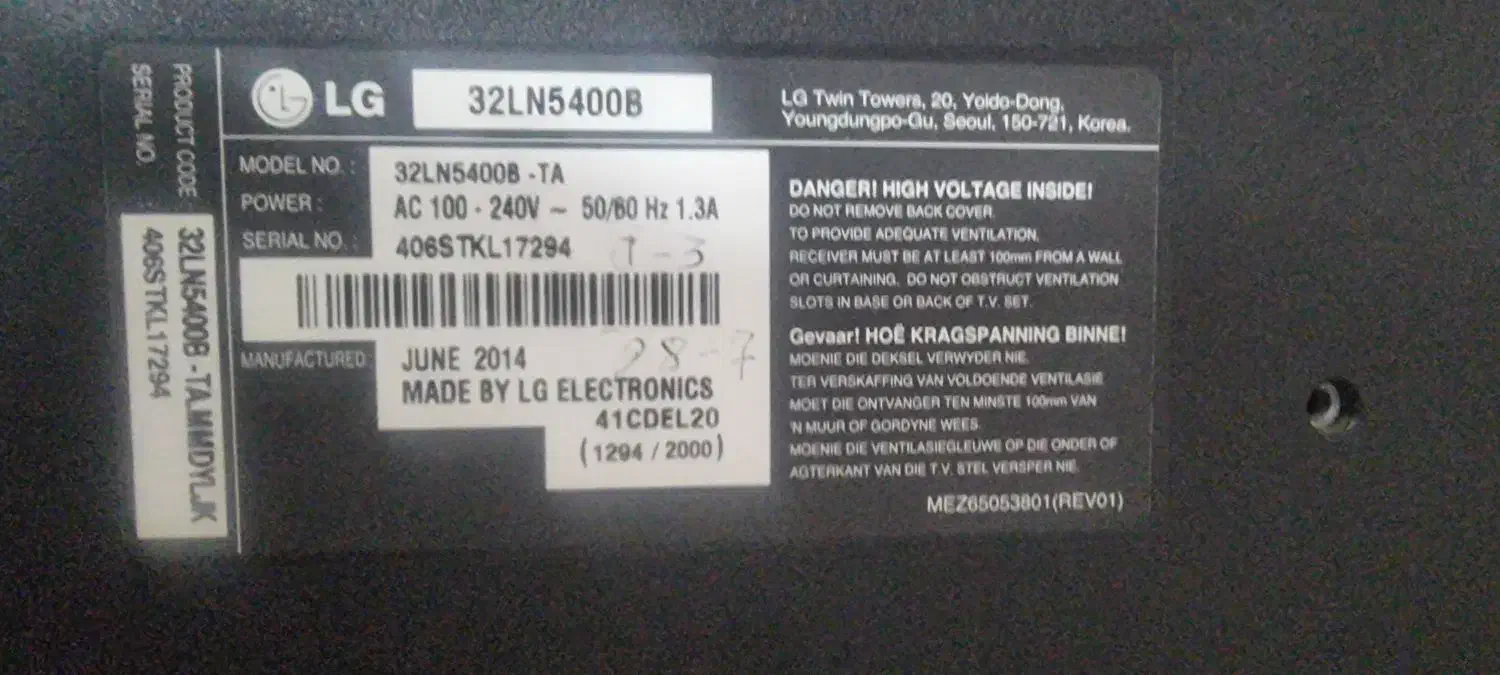 PRODUCT CODE
SERIAL NO.
32LN5400B - TA.MMDYLJK
406STKL17294
LG
32LN5400B
LG Twin Towers, 20, Yoido-Dong,
Youngdungpo-Gu, Seoul, 150-721, Korea.
MODEL NO. : 32LN5400B -TA
POWER : AC 100 - 240V ~ 50/60 Hz 1.3A
SERIAL NO. : 406STKL17294
MANUFACTURED JUNE 2014
28-7
MADE BY LG ELECTRONICS
41CDEL20
(1294 / 2000)
DANGER! HIGH VOLTAGE INSIDE!
DO NOT REMOVE BACK COVER.
TO PROVIDE ADEQUATE VENTILATION,
RECEIVER MUST BE AT LEAST 100mm FROM A WALL
OR CURTAINING. DO NOT OBSTRUCT VENTILATION
SLOTS IN BASE OR BACK OF T.V. SET.
Gevaar! HOË KRAGSPANNING BINNE!
MOENIE DIE DEKSEL VERWYDER NIE.
TER VERSKAFFING VAN VOLDOENDE VENTILASIE
MOET DIE ONTVANGER TEN MINSTE 100mm VAN
'N MUUR OF GORDYNE WEES.
MOENIE DIE VENTILASIEGLEUWE OP DIE ONDER OF
AGTERKANT VAN DIE T.V. STEL VERSPER NIE.
MEZ65053801(REV01)